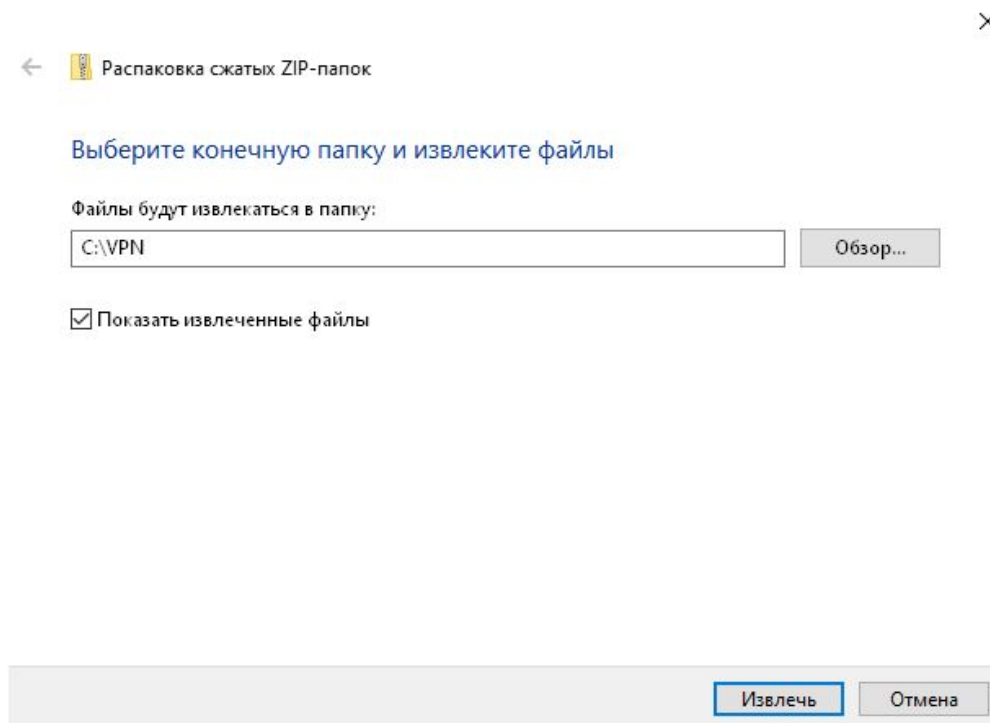 Распаковка сжатых ZIP-папок
Выберите конечную папку и извлеките файлы
Файлы будут извлекаться в папку:
C:\VPN
Обзор...
Показать извлеченные файлы
Извлечь
Отмена